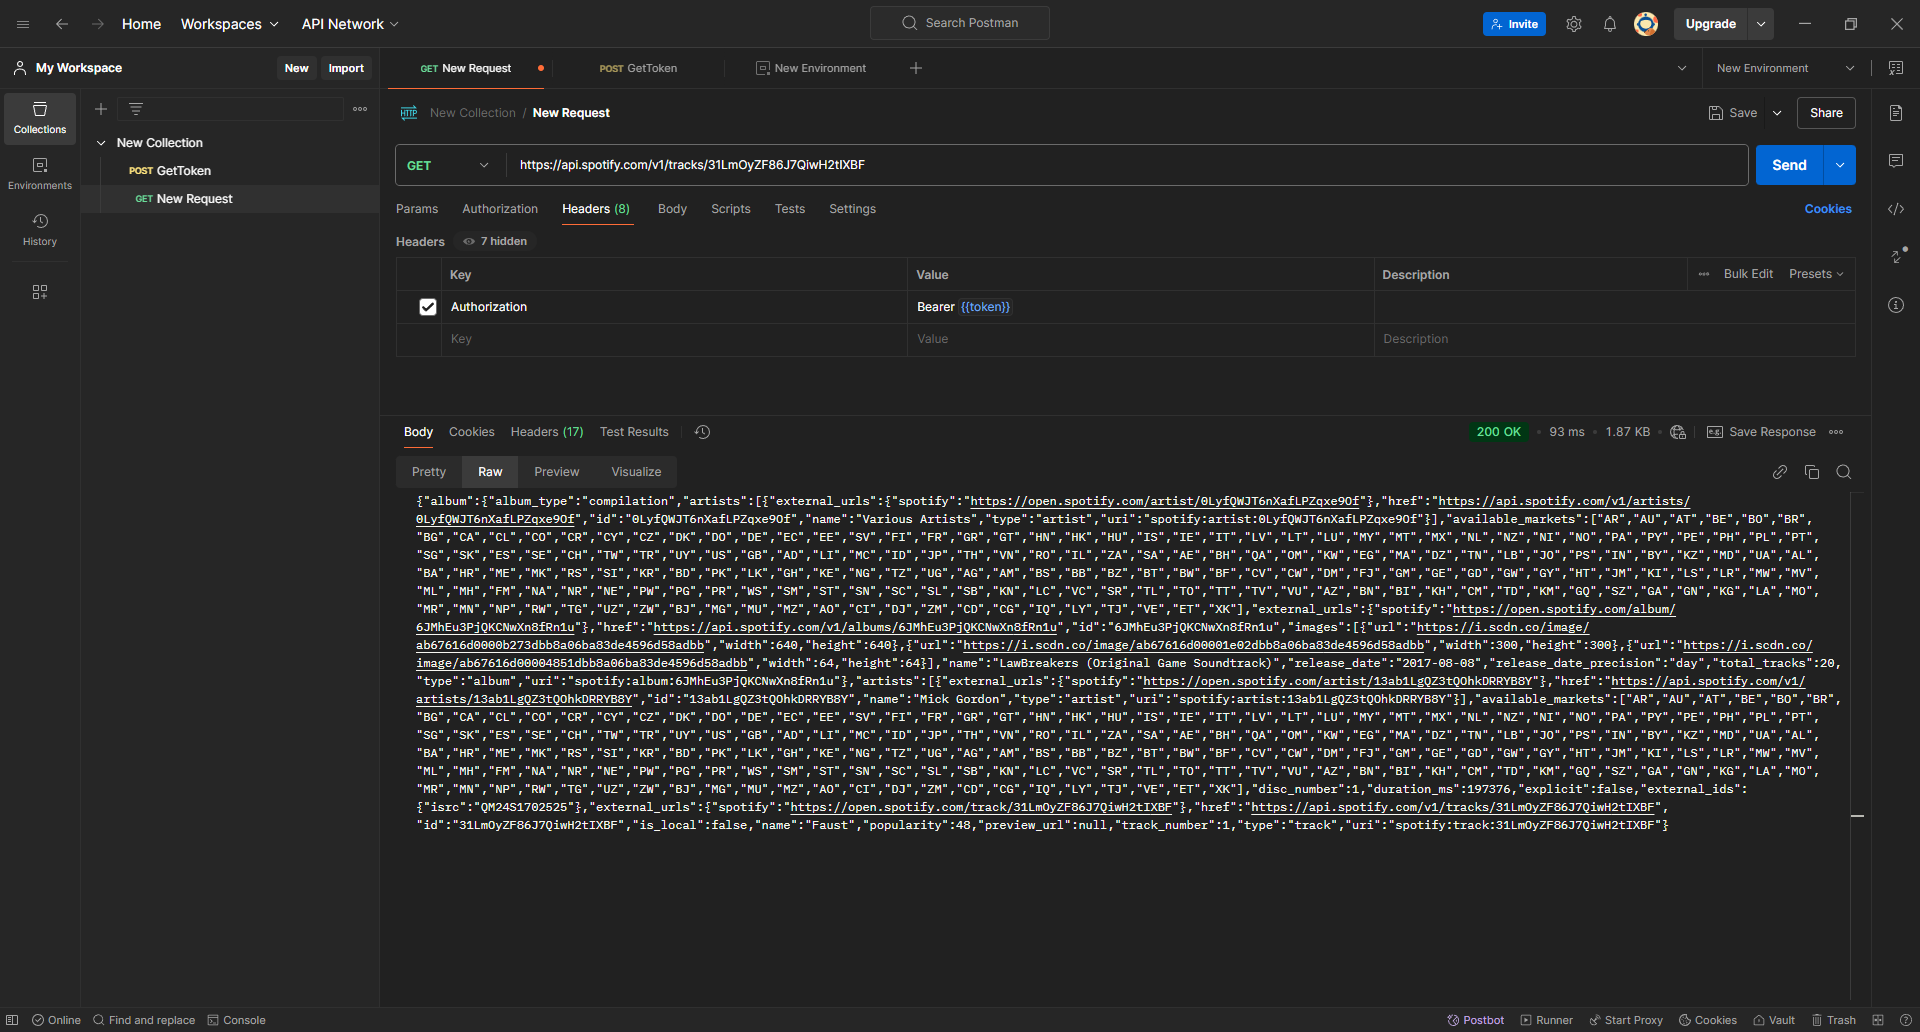 Home Workspaces API Network Search Postman Invite Upgrade
My Workspace New Import GET New Request POST GetToken New Environment New Environment
Collections
Environments
History
New Collection
POST GetToken
GET New Request
HTTP New Collection / New Request Save Share
GET https://api.spotify.com/v1/tracks/31LmOyZF86J7QiwH2tIXBF Send
Params Authorization Headers (8) Body Scripts Tests Settings Cookies
Headers 7 hidden
Key Value Description Bulk Edit Presets
Authorization Bearer {{token}}
Key Value Description
Body Cookies Headers (17) Test Results 200 OK 93 ms 1.87 KB e.g. Save Response
Pretty Raw Preview Visualize
{"album":{"album_type":"compilation","artists":[{"external_urls":{"spotify":"https://open.spotify.com/artist/0LyfQWJT6nXafLPZqxe9Of"},"href":"https://api.spotify.com/v1/artists/
0LyfQWJT6nXafLPZqxe9Of","id":"0LyfQWJT6nXafLPZqxe9Of","name":"Various Artists","type":"artist","uri":"spotify:artist:0LyfQWJT6nXafLPZqxe9Of"}],"available_markets":["AR","AU","AT","BE","BO","BR",
"BG","CA","CL","CO","CR","CY","CZ","DK","DO","DE","EC","EE","SV","FI","FR","GR","GT","HN","HK","HU","IS","IE","IT","LV","LT","LU","MY","MT","MX","NL","NZ","NI","NO","PA","PY","PE","PH","PL","PT",
"SG","SK","ES","SE","CH","TW","TR","UY","US","GB","AD","LI","MC","ID","JP","TH","VN","RO","IL","ZA","SA","AE","BH","QA","OM","KW","EG","MA","DZ","TN","LB","JO","PS","IN","BY","KZ","MD","UA","AL",
"BA","HR","ME","MK","RS","SI","KR","BD","PK","LK","GH","KE","NG","TZ","UG","AG","AM","BS","BB","BZ","BT","BW","BF","CV","CW","DM","FJ","GM","GE","GD","GW","GY","HT","JM","KI","LS","LR","MW","MV",
"ML","MH","FM","NA","NR","NE","PW","PG","PR","WS","SM","ST","SN","SC","SL","SB","KN","LC","VC","SR","TL","TO","TT","TV","VU","AZ","BN","BI","KH","CM","TD","KM","GQ","SZ","GA","GN","KG","LA","MO",
"MR","MN","NP","RW","TG","UZ","ZW","BJ","MG","MU","MZ","AO","CI","DJ","ZM","CD","CG","IQ","LY","TJ","VE","ET","XK"],"external_urls":{"spotify":"https://open.spotify.com/album/
6JMhEu3PjQKCNwXn8fRn1u"},"href":"https://api.spotify.com/v1/albums/6JMhEu3PjQKCNwXn8fRn1u","id":"6JMhEu3PjQKCNwXn8fRn1u","images":[{"url":"https://i.scdn.co/image/
ab67616d0000b273dbb8a06ba83de4596d58adbb","width":640,"height":640},{"url":"https://i.scdn.co/image/ab67616d00001e02dbb8a06ba83de4596d58adbb","width":300,"height":300},{"url":"https://i.scdn.co/
image/ab67616d00004851dbb8a06ba83de4596d58adbb","width":64,"height":64}],"name":"LawBreakers (Original Game Soundtrack)","release_date":"2017-08-08","release_date_precision":"day","total_tracks":20,
"type":"album","uri":"spotify:album:6JMhEu3PjQKCNwXn8fRn1u"},"artists":[{"external_urls":{"spotify":"https://open.spotify.com/artist/13ab1LgQZ3tQOhkDRRYB8Y"},"href":"https://api.spotify.com/v1/
artists/13ab1LgQZ3tQOhkDRRYB8Y","id":"13ab1LgQZ3tQOhkDRRYB8Y","name":"Mick Gordon","type":"artist","uri":"spotify:artist:13ab1LgQZ3tQOhkDRRYB8Y"}],"available_markets":["AR","AU","AT","BE","BO","BR",
"BG","CA","CL","CO","CR","CY","CZ","DK","DO","DE","EC","EE","SV","FI","FR","GR","GT","HN","HK","HU","IS","IE","IT","LV","LT","LU","MY","MT","MX","NL","NZ","NI","NO","PA","PY","PE","PH","PL","PT",
"SG","SK","ES","SE","CH","TW","TR","UY","US","GB","AD","LI","MC","ID","JP","TH","VN","RO","IL","ZA","SA","AE","BH","QA","OM","KW","EG","MA","DZ","TN","LB","JO","PS","IN","BY","KZ","MD","UA","AL",
"BA","HR","ME","MK","RS","SI","KR","BD","PK","LK","GH","KE","NG","TZ","UG","AG","AM","BS","BB","BZ","BT","BW","BF","CV","CW","DM","FJ","GM","GE","GD","GW","GY","HT","JM","KI","LS","LR","MW","MV",
"ML","MH","FM","NA","NR","NE","PW","PG","PR","WS","SM","ST","SN","SC","SL","SB","KN","LC","VC","SR","TL","TO","TT","TV","VU","AZ","BN","BI","KH","CM","TD","KM","GQ","SZ","GA","GN","KG","LA","MO",
"MR","MN","NP","RW","TG","UZ","ZW","BJ","MG","MU","MZ","AO","CI","DJ","ZM","CD","CG","IQ","LY","TJ","VE","ET","XK"],"disc_number":1,"duration_ms":197376,"explicit":false,"external_ids":
{"isrc":"QM24S1702525"},"external_urls":{"spotify":"https://open.spotify.com/track/31LmOyZF86J7QiwH2tIXBF"},"href":"https://api.spotify.com/v1/tracks/31LmOyZF86J7QiwH2tIXBF",
"id":"31LmOyZF86J7QiwH2tIXBF","is_local":false,"name":"Faust","popularity":48,"preview_url":null,"track_number":1,"type":"track","uri":"spotify:track:31LmOyZF86J7QiwH2tIXBF"}
Online Find and replace Console Postbot Runner Start Proxy Cookies Vault Trash